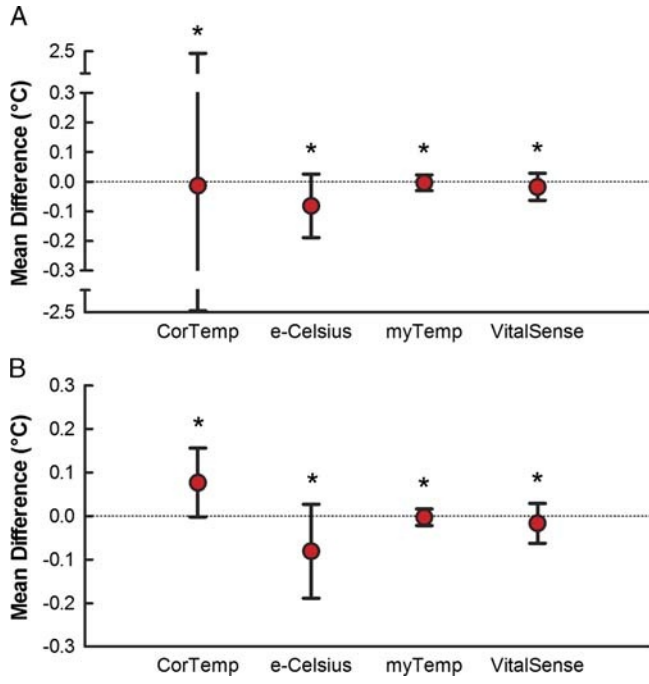 A
Mean Difference (°C)
2.5
0.3
0.2
0.1
0.0
-0.1
-0.2
-0.3
-2.5
* * * *
CorTemp e-Celsius myTemp VitalSense
B
Mean Difference (°C)
0.3
0.2
0.1
0.0
-0.1
-0.2
-0.3
* * * *
CorTemp e-Celsius myTemp VitalSense